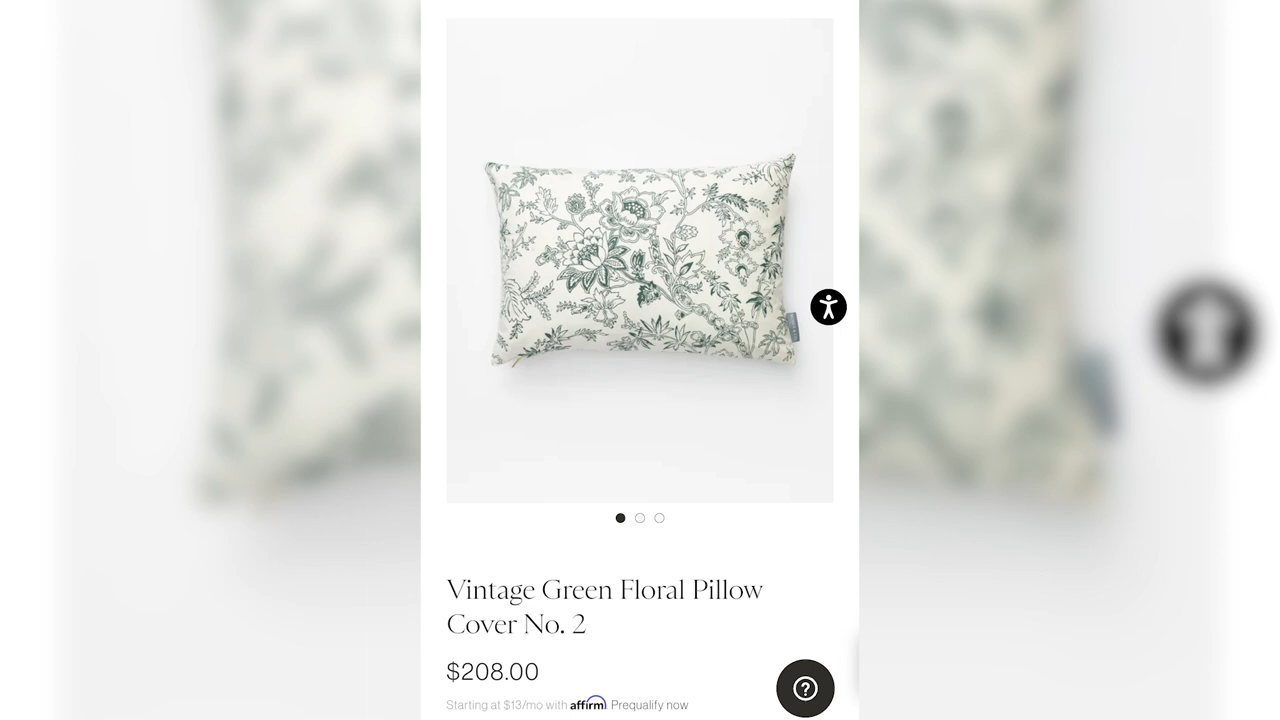 Vintage Green Floral Pillow
Cover No. 2
$208.00
Starting at $13/mo with affirm. Prequalify now